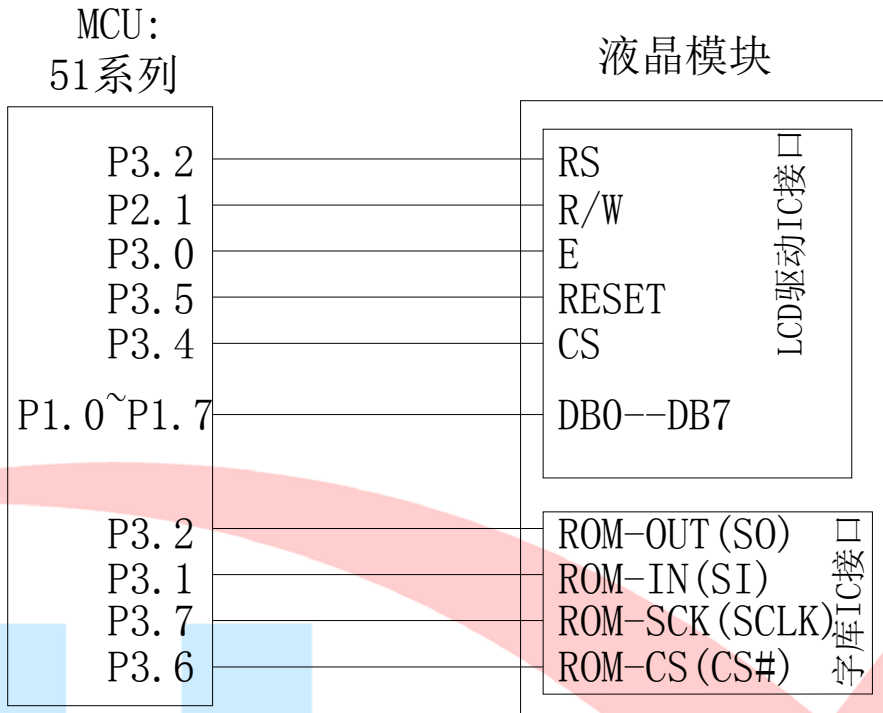 MCU:
51系列
液晶模块
P3.2
RS
P2.1
R/W
P3.0
E
P3.5
RESET
P3.4
CS
P1.0~P1.7
DB0--DB7
LCD驱动IC接口
P3.2
ROM-OUT(SO)
P3.1
ROM-IN(SI)
P3.7
ROM-SCK(SCLK)
P3.6
ROM-CS(CS#)
字库IC接口